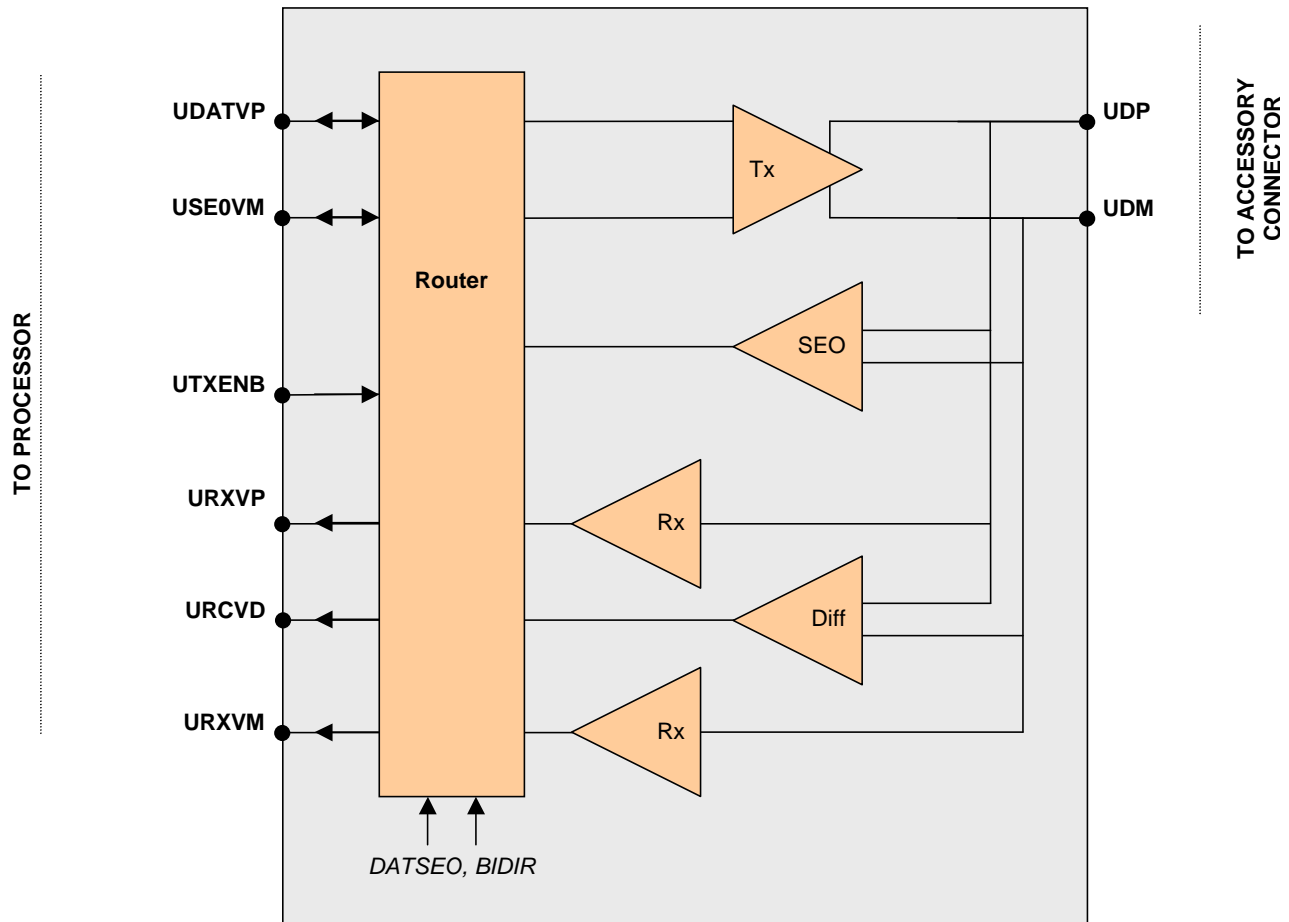 UDATVP
USE0VM
UTXENB
URXVP
URCVD
URXVM
TO PROCESSOR
Router
Tx
SEO
Rx
Diff
Rx
DATSEO, BIDIR
UDP
UDM
TO ACCESSORY
CONNECTOR